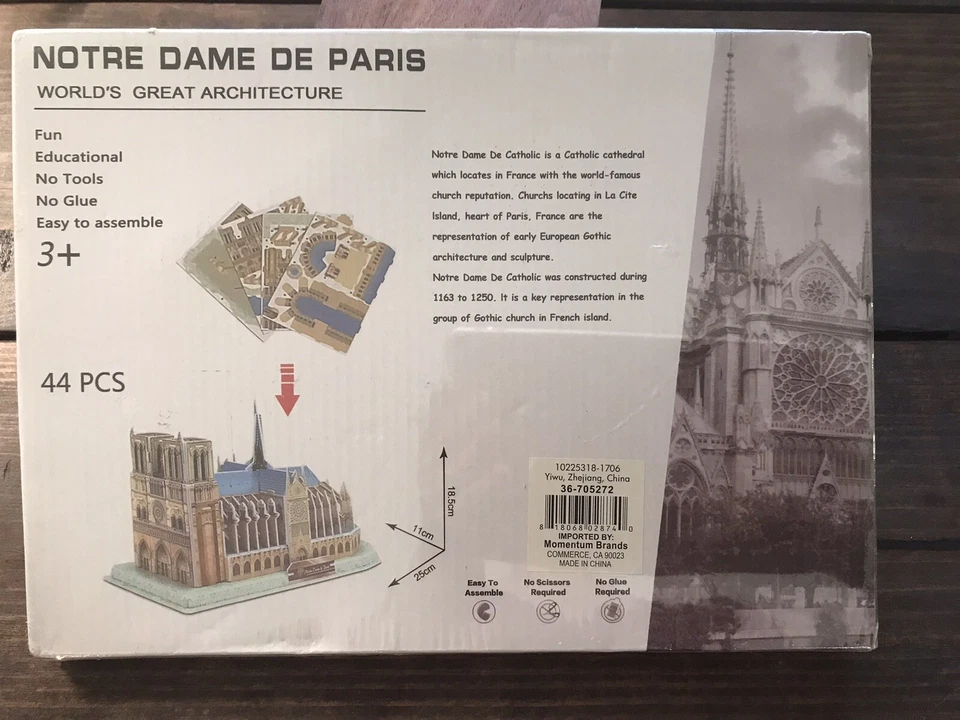 NOTRE DAME DE PARIS
WORLD'S GREAT ARCHITECTURE
Fun
Educational
No Tools
No Glue
Easy to assemble
3+
44 PCS
Notre Dame De Catholic is a Catholic cathedral
which locates in France with the world-famous
church reputation. Churchs locating in La Cite
Island, heart of Paris, France are the
representation of early European Gothic
architecture and sculpture.
Notre Dame De Catholic was constructed during
1163 to 1250. It is a key representation in the
group of Gothic church in French island.
18.5cm
11cm
25cm
10225318-1706
Yiwu, Zhejiang, China
36-705272
8 18068 02874 0
IMPORTED BY:
Momentum Brands
COMMERCE, CA 90023
MADE IN CHINA
Easy To
Assemble
No Scissors
Required
No Glue
Required